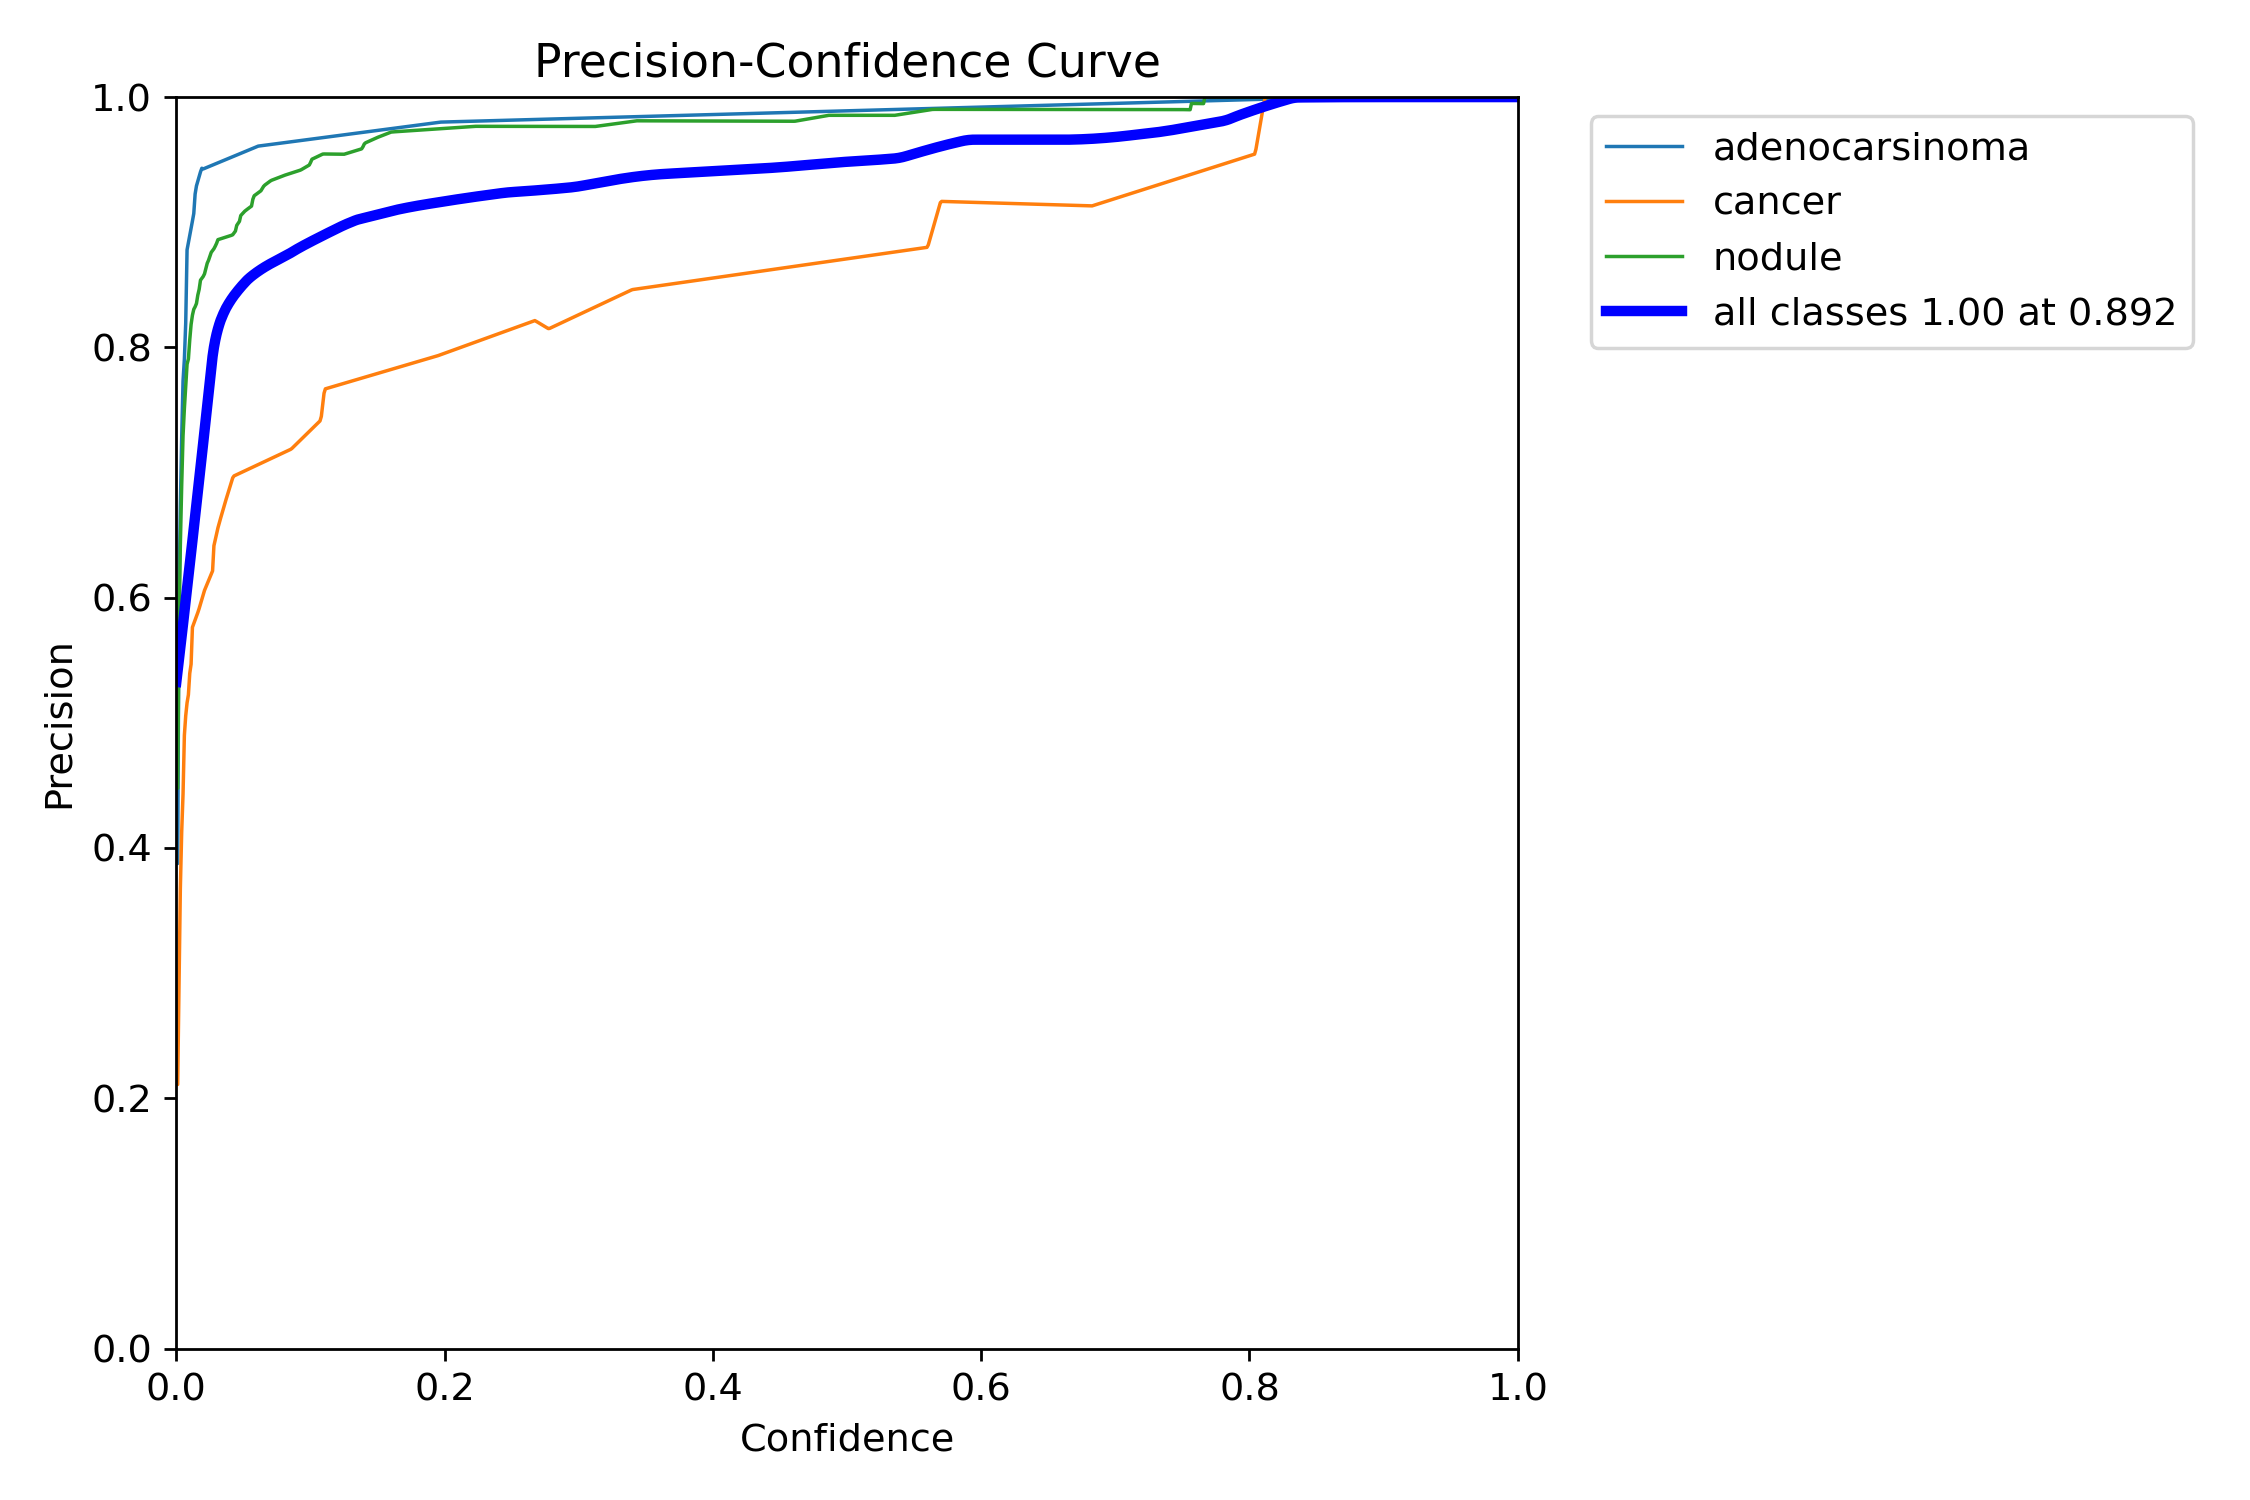 Precision-Confidence Curve
1.0
0.8
0.6
0.4
0.2
0.0
Precision
0.0 0.2 0.4 0.6 0.8 1.0
Confidence
adenocarsinoma
cancer
nodule
all classes 1.00 at 0.892